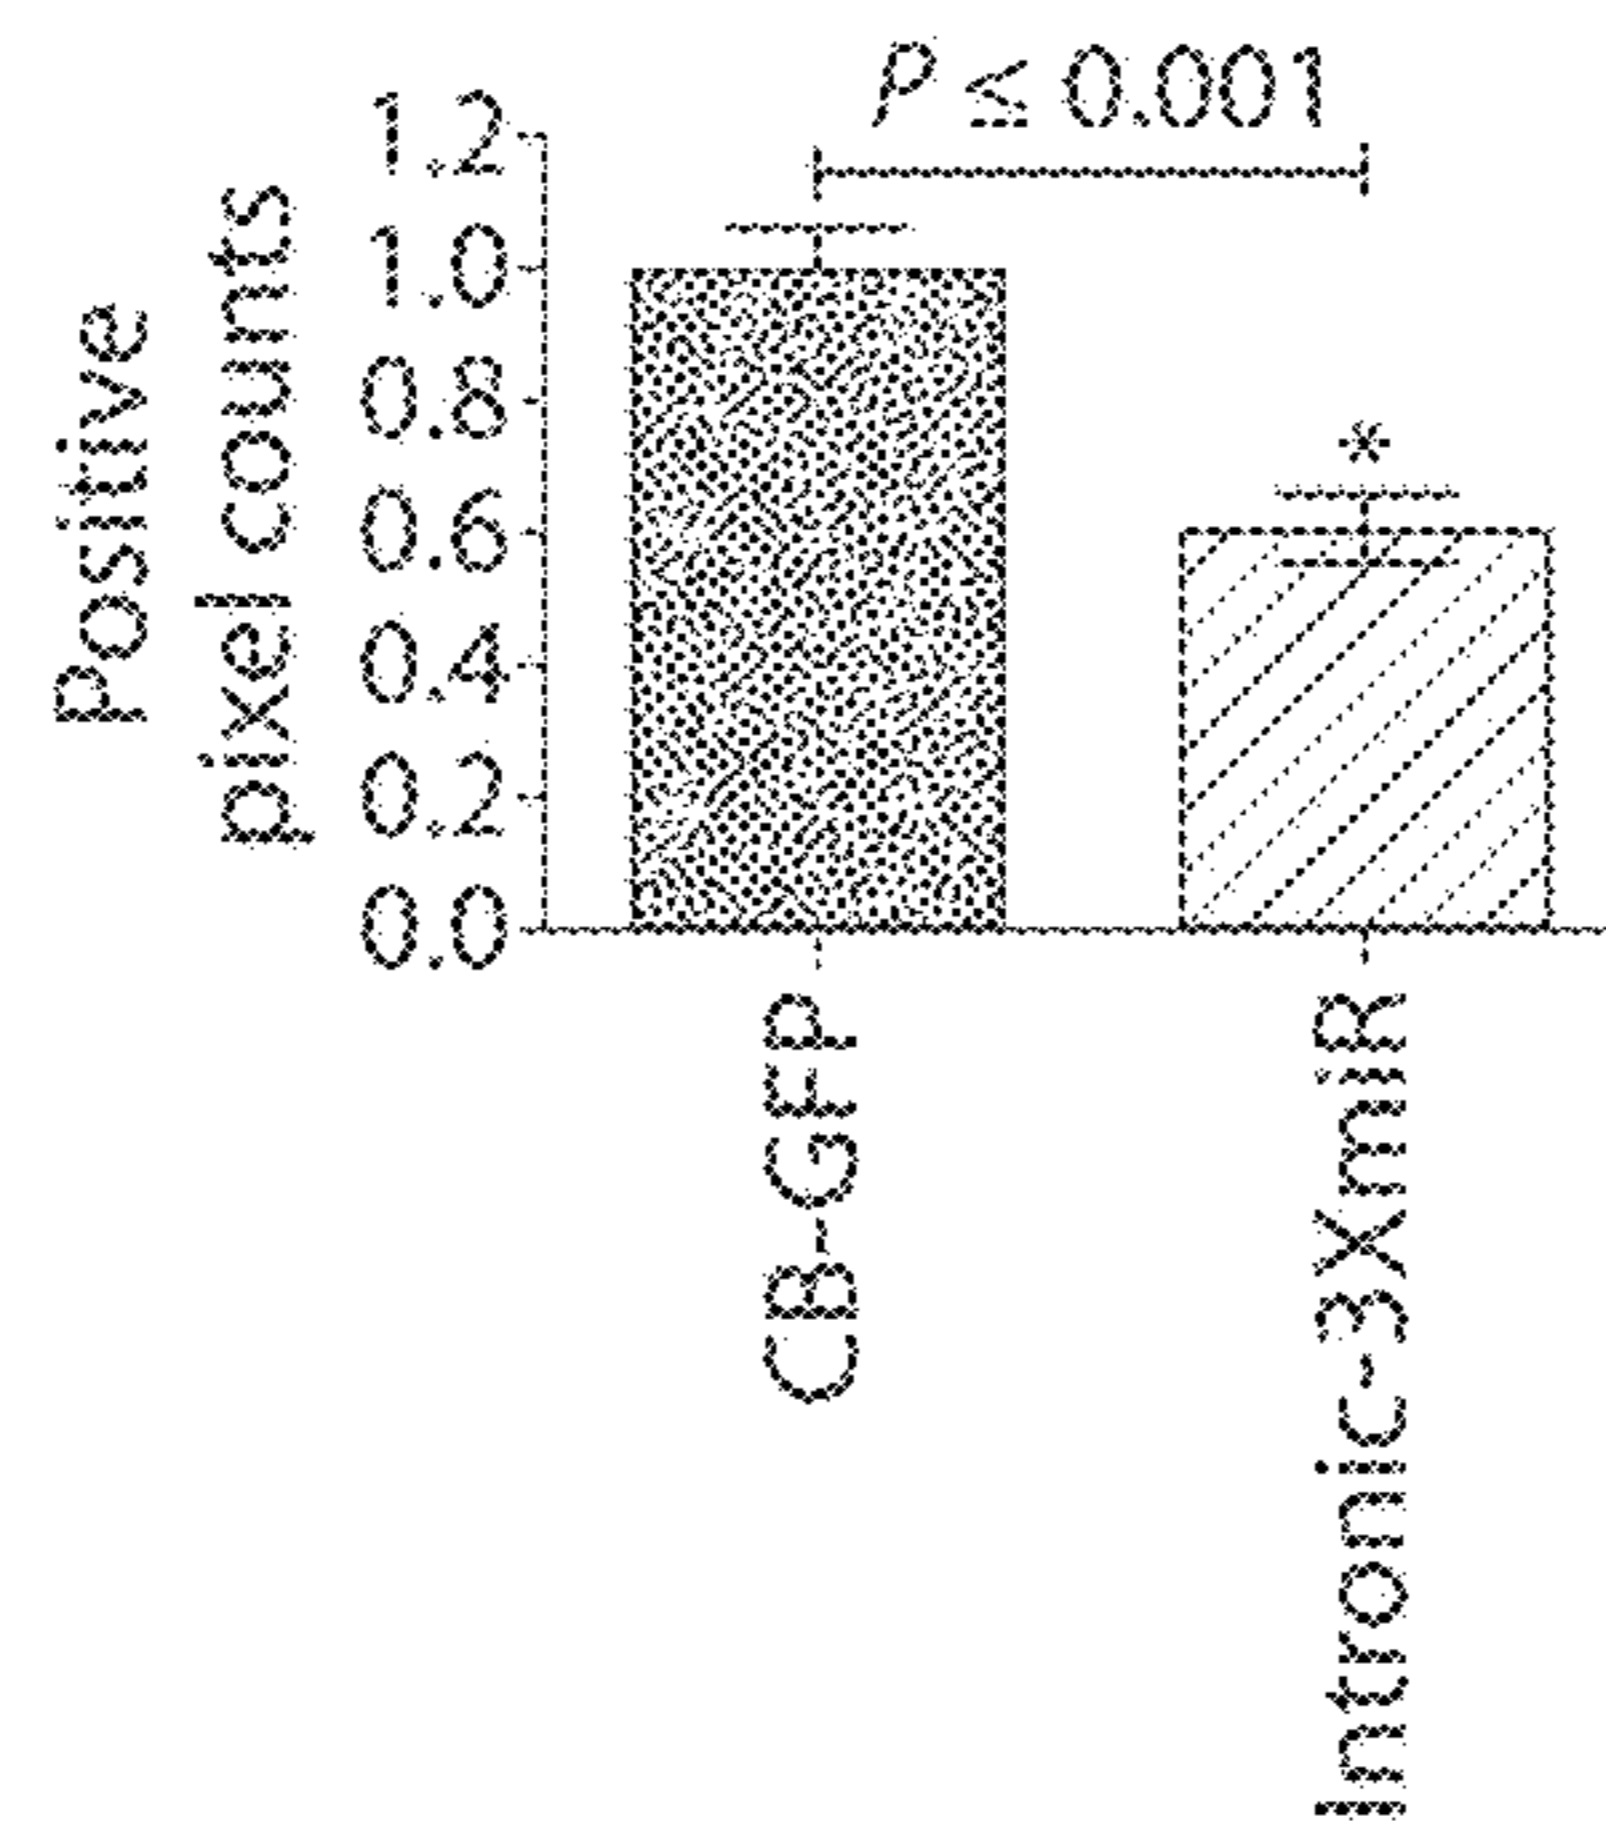 P ≤ 0.001
Positive
pixel counts
1.2
1.0
0.8
0.6
0.4
0.2
0.0
*
CB-GFP
Intronic-3XmiR